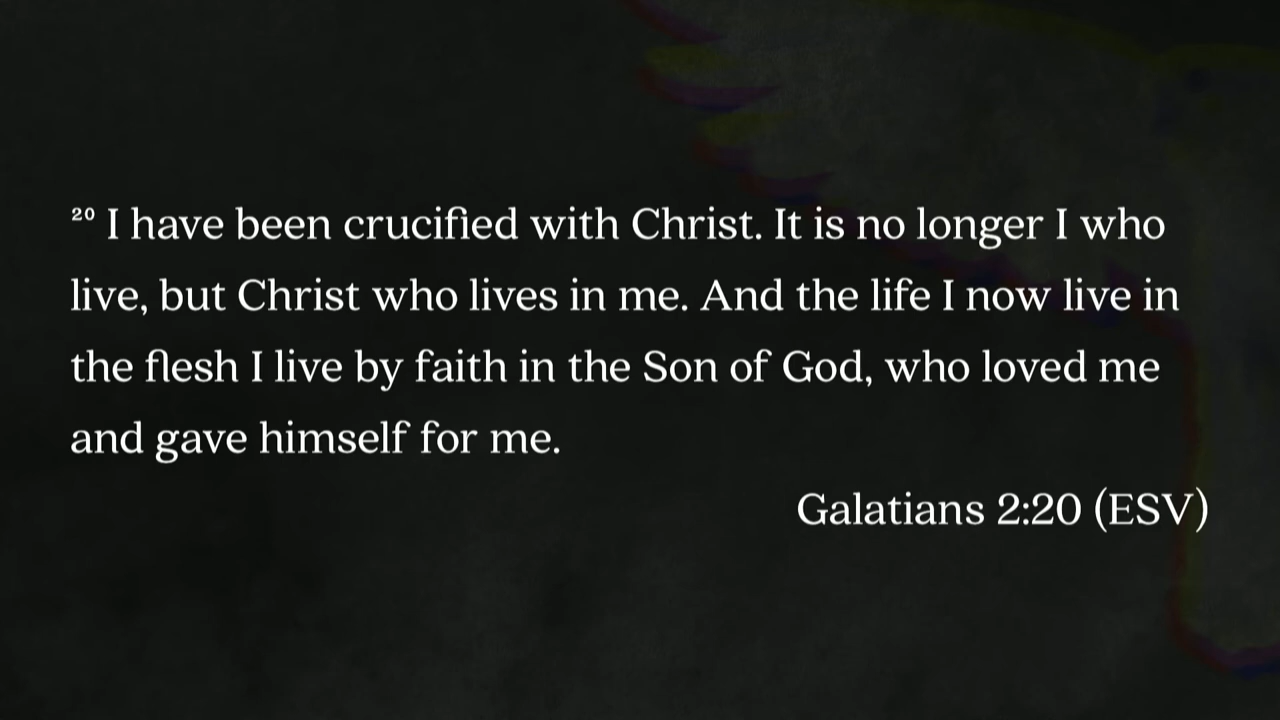 ²⁰ I have been crucified with Christ. It is no longer I who
live, but Christ who lives in me. And the life I now live in
the flesh I live by faith in the Son of God, who loved me
and gave himself for me.
Galatians 2:20 (ESV)